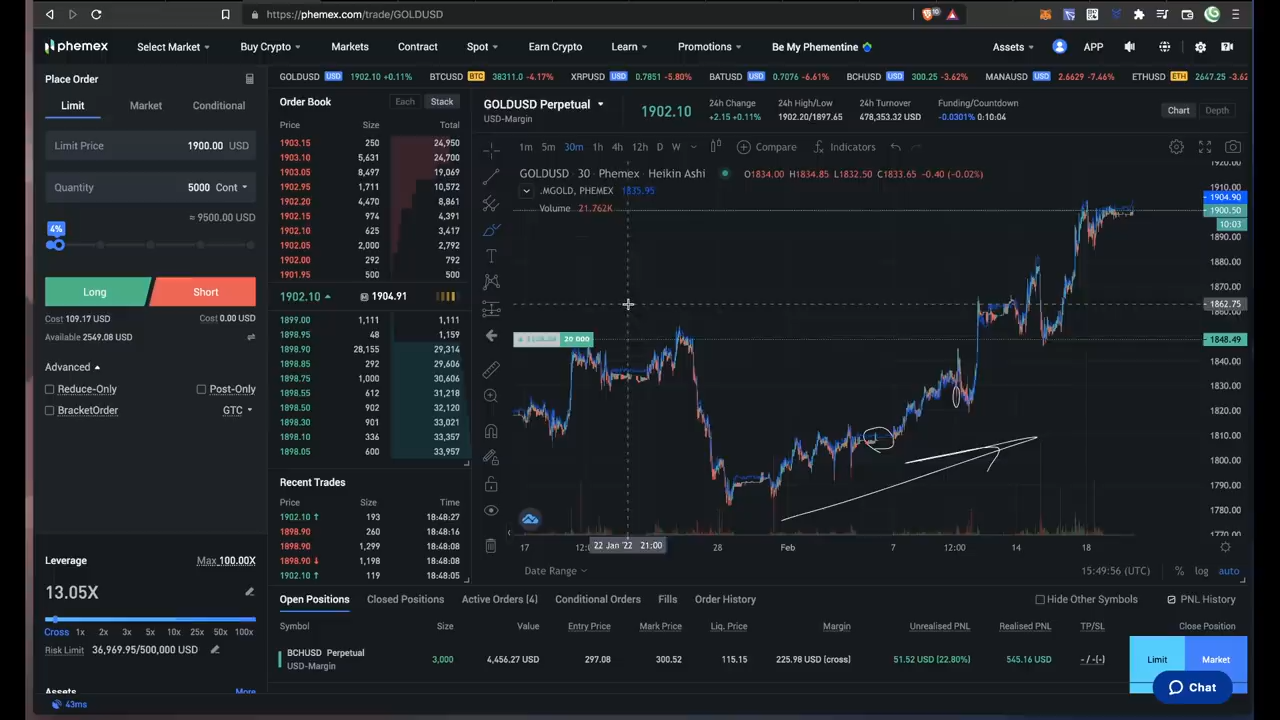 https://phemex.com/trade/GOLDUSD
10
phemex Select Market Buy Crypto Markets Contract Spot Earn Crypto Learn Promotions Be My Phementine Assets APP
GOLDUSD USD 1902.10 +0.11% BTCUSD BTC 38311.0 -4.17% XRPUSD USD 0.7851 -5.80% BATUSD USD 0.7076 -6.61% BCHUSD USD 300.25 -3.62% MANAUSD USD 2.6629 -7.46% ETHUSD ETH 2647.25 -3.62
Place Order
Limit Market Conditional
Limit Price 1900.00 USD
Quantity 5000 Cont
≈ 9500.00 USD
4%
Long Short
Cost 109.17 USD Cost 0.00 USD
Available 2549.08 USD
Advanced
Reduce-Only Post-Only
BracketOrder GTC
Leverage Max 100.00X
13.05X
Cross 1x 2x 3x 5x 10x 25x 50x 100x
Risk Limit 36,969.95/500,000 USD
Assets More
43ms
Order Book Each Stack
Price Size Total
1903.15 250 24,950
1903.10 5,631 24,700
1903.05 8,497 19,069
1902.95 1,711 10,572
1902.20 4,470 8,861
1902.15 974 4,391
1902.10 625 3,417
1902.05 2,000 2,792
1902.00 292 792
1901.95 500 500
1902.10 1904.91
1899.00 1,111 1,111
1898.95 48 1,159
1898.90 28,155 29,314
1898.85 292 29,606
1898.75 1,000 30,606
1898.55 612 31,218
1898.50 902 32,120
1898.30 901 33,021
1898.10 336 33,357
1898.05 600 33,957
Recent Trades
Price Size Time
1902.10 ↑ 193 18:48:27
1898.90 260 18:48:16
1898.90 1,299 18:48:08
1898.90 ↓ 1,198 18:48:08
1902.10 ↑ 119 18:48:05
GOLDUSD Perpetual
USD-Margin
1902.10
24h Change
+2.15 +0.11%
24h High/Low
1902.20/1897.65
24h Turnover
478,353.32 USD
Funding/Countdown
-0.0301% 0:10:04
Chart Depth
1m 5m 30m 1h 4h 12h D W Compare Indicators
GOLDUSD · 30 · Phemex · Heikin Ashi O1834.00 H1834.85 L1832.50 C1833.65 -0.40 (-0.02%)
.MGOLD, PHEMEX 1835.95
Volume 21.762K
20 000
1920.00
1910.00
1904.90
1900.50
10:03
1890.00
1880.00
1870.00
1862.75
1848.49
1840.00
1830.00
1820.00
1810.00
1800.00
1790.00
1780.00
1770.00
17 22 Jan '22 21:00 28 Feb 7 12:00 14 18
Date Range 15:49:56 (UTC) % log auto
Open Positions Closed Positions Active Orders (4) Conditional Orders Fills Order History Hide Other Symbols PNL History
Symbol Size Value Entry Price Mark Price Liq. Price Margin Unrealised PNL Realised PNL TP/SL Close Position
BCHUSD Perpetual
USD-Margin
3,000 4,456.27 USD 297.08 300.52 115.15 225.98 USD (cross) 51.52 USD (22.80%) 545.16 USD - / -(-) Limit Market
Chat